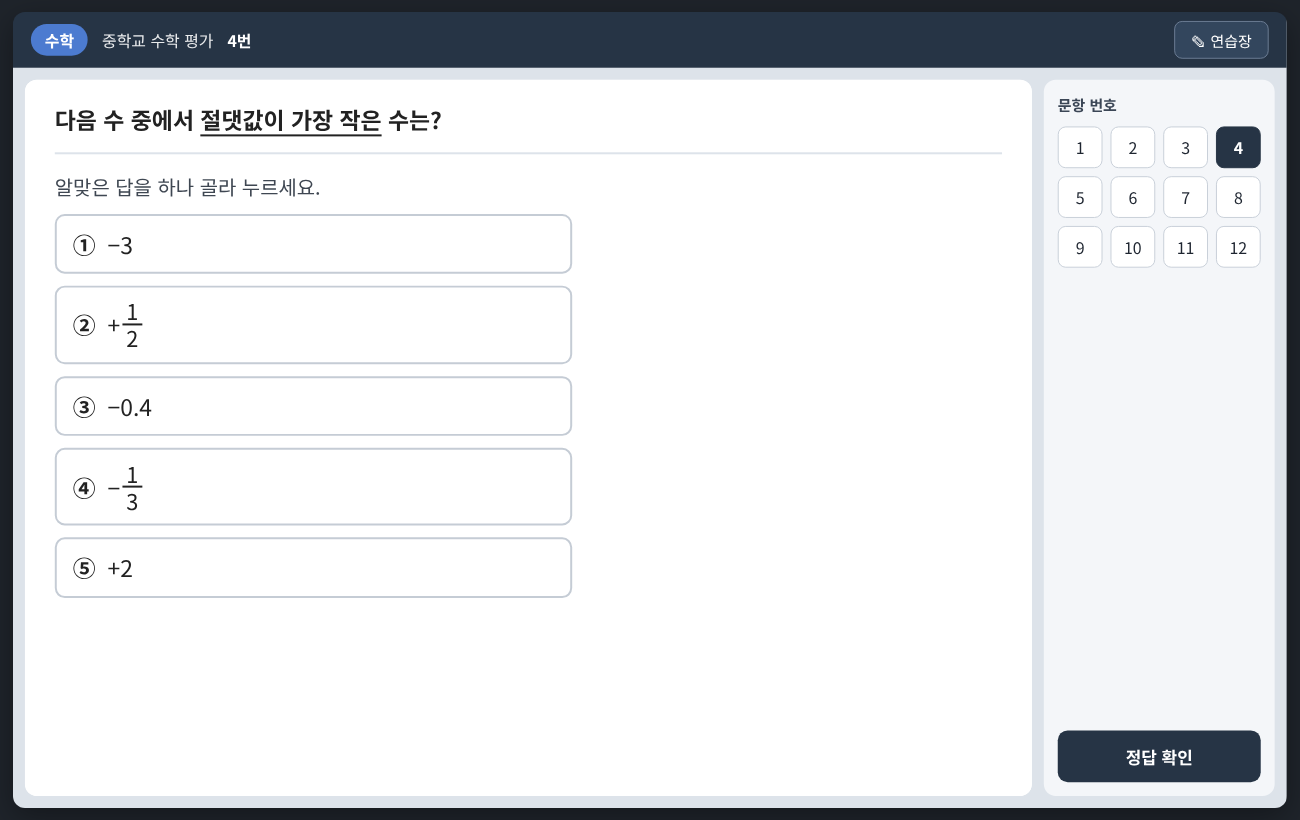 수학 중학교 수학 평가 4번
✎ 연습장
다음 수 중에서 절댓값이 가장 작은 수는?
알맞은 답을 하나 골라 누르세요.
① −3
② +1/2
③ −0.4
④ −1/3
⑤ +2
문항 번호
1 2 3 4
5 6 7 8
9 10 11 12
정답 확인